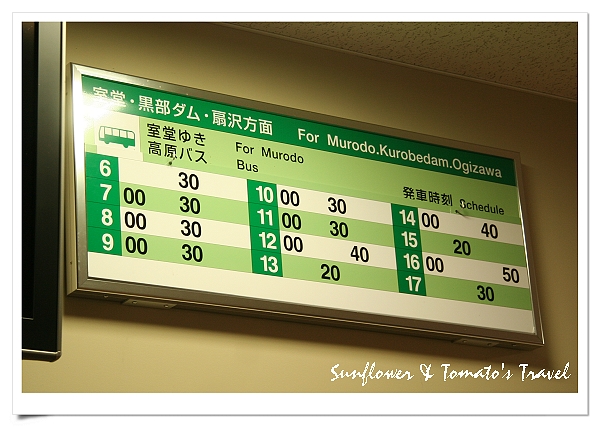 室堂・黒部ダム・扇沢方面 For Murodo.Kurobedam.Ogizawa
室堂ゆき
高原バス
For Murodo
Bus
発車時刻 Schedule
6 30
7 00 30
8 00 30
9 00 30
10 00 30
11 00 30
12 00 40
13 20
14 00 40
15 20
16 00 50
17 30
Sunflower & Tomato's Travel